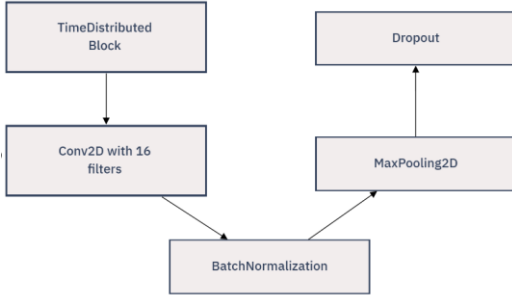 TimeDistributed
Block
Conv2D with 16
filters
BatchNormalization
MaxPooling2D
Dropout